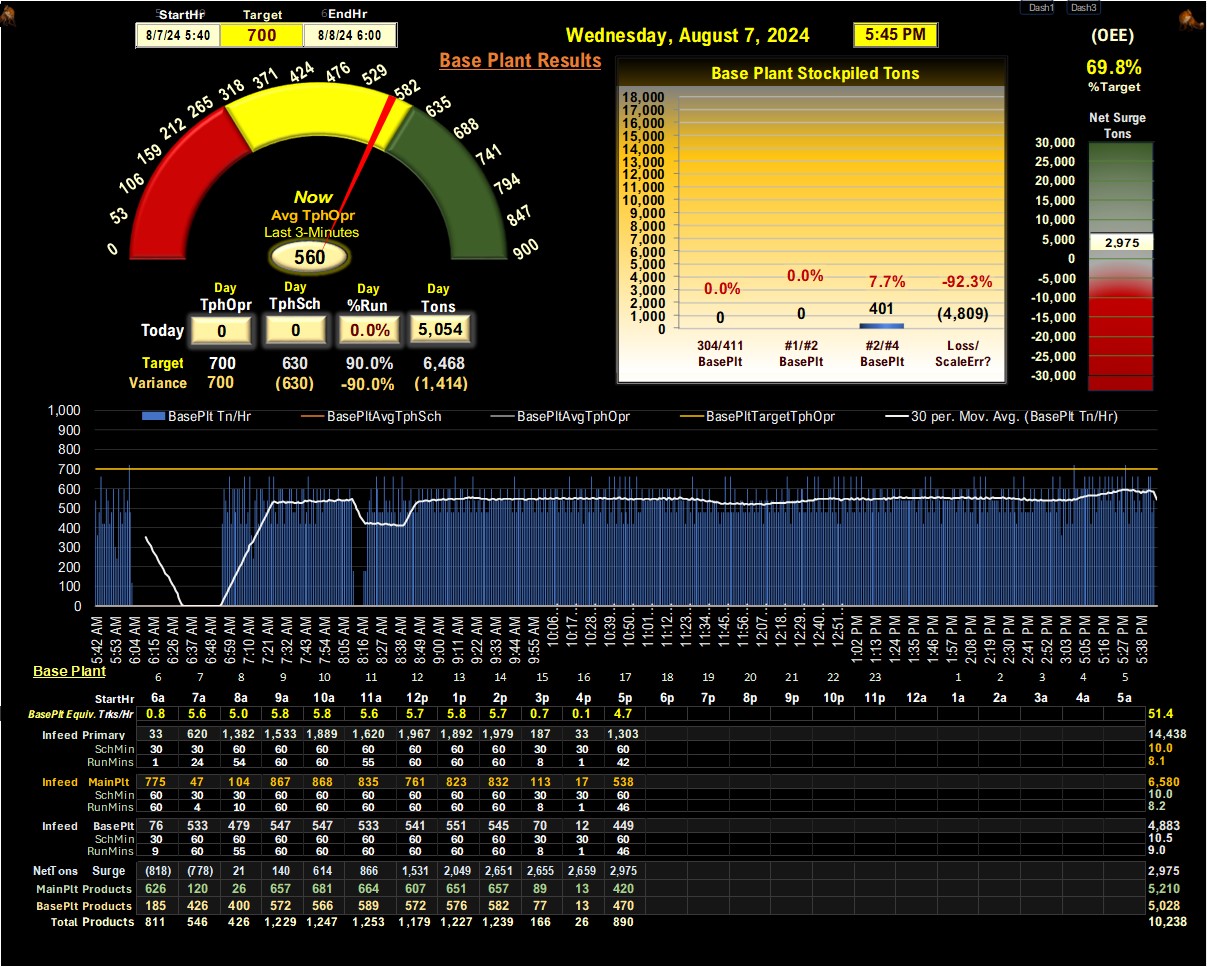 Dash1 Dash3
StartHr Target EndHr
8/7/24 5:40 700 8/8/24 6:00
Wednesday, August 7, 2024 5:45 PM
(OEE)
69.8%
%Target
Base Plant Results
0 53 106 159 212 265 318 371 424 476 529 582 635 688 741 794 847 900
Now
Avg TphOpr
Last 3-Minutes
560
Day Day Day Day
TphOpr TphSch %Run Tons
Today 0 0 0.0% 5,054
Target 700 630 90.0% 6,468
Variance 700 (630) -90.0% (1,414)
Base Plant Stockpiled Tons
18,000
17,000
16,000
15,000
14,000
13,000
12,000
11,000
10,000
9,000
8,000
7,000
6,000
5,000
4,000
3,000
2,000
1,000
0
0.0% 0.0% 7.7% -92.3%
0 0 401 (4,809)
304/411 #1/#2 #2/#4 Loss/
BasePlt BasePlt BasePlt ScaleErr?
Net Surge
Tons
30,000
25,000
20,000
15,000
10,000
5,000
2,975
0
-5,000
-10,000
-15,000
-20,000
-25,000
-30,000
BasePlt Tn/Hr BasePltAvgTphSch BasePltAvgTphOpr BasePltTargetTphOpr 30 per. Mov. Avg. (BasePlt Tn/Hr)
1,000
900
800
700
600
500
400
300
200
100
0
5:42 AM 5:53 AM 6:04 AM 6:15 AM 6:26 AM 6:37 AM 6:48 AM 6:59 AM 7:10 AM 7:21 AM 7:32 AM 7:43 AM 7:54 AM 8:05 AM 8:16 AM 8:27 AM 8:38 AM 8:49 AM 9:00 AM 9:11 AM 9:22 AM 9:33 AM 9:44 AM 9:55 AM 10:06... 10:17... 10:28... 10:39... 10:50... 11:01... 11:12... 11:23... 11:34... 11:45... 11:56... 12:07... 12:18... 12:29... 12:40... 12:51... 1:02 PM 1:13 PM 1:24 PM 1:35 PM 1:46 PM 1:57 PM 2:08 PM 2:19 PM 2:30 PM 2:41 PM 2:52 PM 3:03 PM 5:05 PM 5:16 PM 5:27 PM 5:38 PM
Base Plant 6 7 8 9 10 11 12 13 14 15 16 17 18 19 20 21 22 23 1 2 3 4 5
StartHr 6a 7a 8a 9a 10a 11a 12p 1p 2p 3p 4p 5p 6p 7p 8p 9p 10p 11p 12a 1a 2a 3a 4a 5a
BasePlt Equiv. Trks/Hr 0.8 5.6 5.0 5.8 5.8 5.6 5.7 5.8 5.7 0.7 0.1 4.7 51.4
Infeed Primary 33 620 1,382 1,533 1,889 1,620 1,967 1,892 1,979 187 33 1,303 14,438
SchMin 30 30 60 60 60 60 60 60 60 30 30 60 10.0
RunMins 1 24 54 60 60 55 60 60 60 8 1 42 8.1
Infeed MainPlt 775 47 104 867 868 835 761 823 832 113 17 538 6,580
SchMin 60 30 30 60 60 60 60 60 60 30 30 60 10.0
RunMins 60 4 10 60 60 60 60 60 60 8 1 46 8.2
Infeed BasePlt 76 533 479 547 547 533 541 551 545 70 12 449 4,883
SchMin 30 60 60 60 60 60 60 60 60 30 30 60 10.5
RunMins 9 60 55 60 60 60 60 60 60 8 1 46 9.0
NetTons Surge (818) (778) 21 140 614 866 1,531 2,049 2,651 2,655 2,659 2,975 2,975
MainPlt Products 626 120 26 657 681 664 607 651 657 89 13 420 5,210
BasePlt Products 185 426 400 572 566 589 572 576 582 77 13 470 5,028
Total Products 811 546 426 1,229 1,247 1,253 1,179 1,227 1,239 166 26 890 10,238